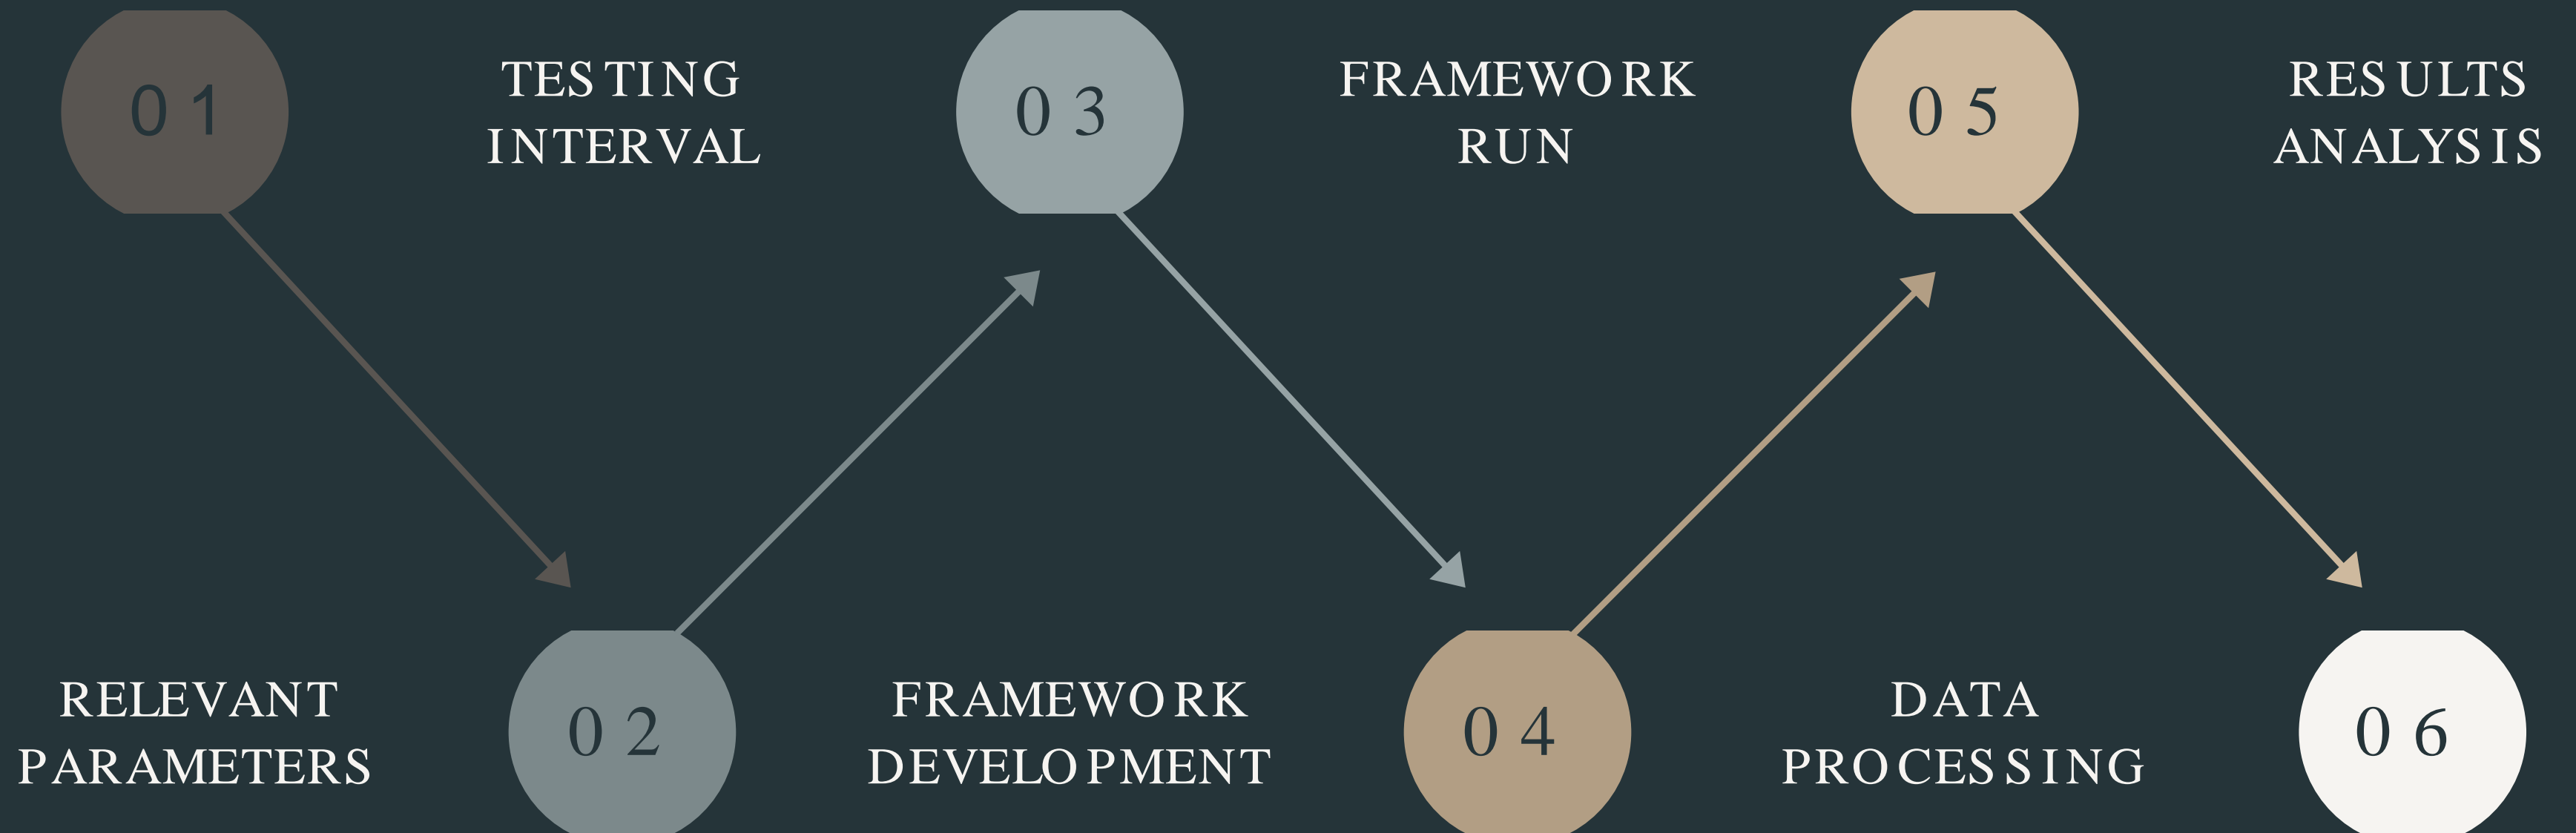 01
TESTING
INTERVAL
03
FRAMEWORK
RUN
05
RESULTS
ANALYSIS
RELEVANT
PARAMETERS
02
FRAMEWORK
DEVELOPMENT
04
DATA
PROCESSING
06